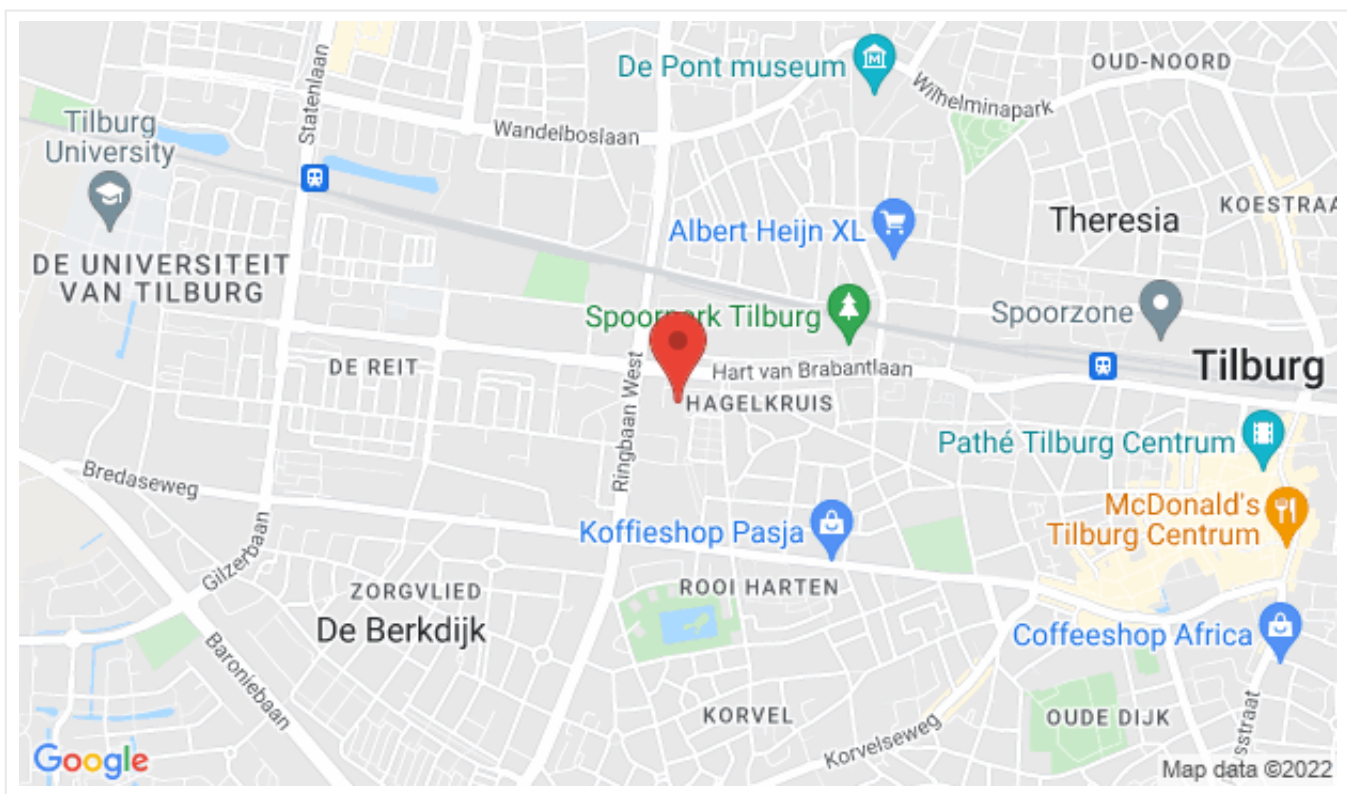 De Pont museum
OUD-NOORD
Wilhelminapark
Statenlaan
Tilburg
University
Wandelboslaan
KOESTRAA
Theresia
Albert Heijn XL
DE UNIVERSITEIT
VAN TILBURG
Spoorpark Tilburg
Spoorzone
Tilburg
DE REIT
Hart van Brabantlaan
HAGELKRUIS
Ringbaan West
Pathé Tilburg Centrum
Bredaseweg
McDonald's
Tilburg Centrum
Koffieshop Pasja
Gilzerbaan
ZORGVLIED
ROOI HARTEN
De Berkdijk
Coffeeshop Africa
Baroniebaan
KORVEL
OUDE DIJK
Korvelseweg
sstraat
Google
Map data ©2022